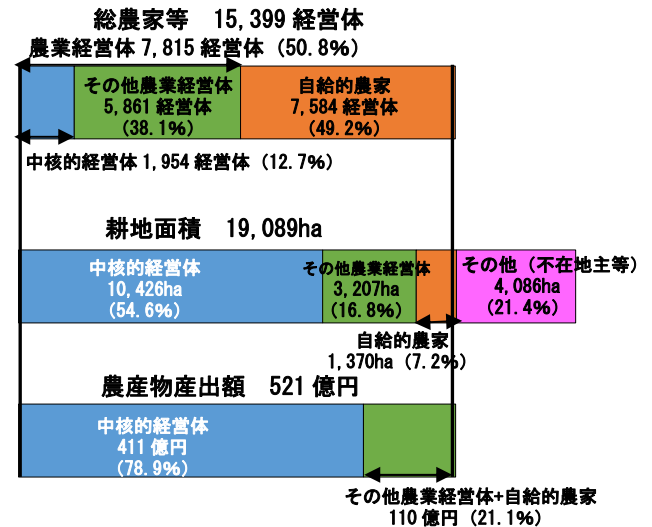 総農家等　15,399 経営体
農業経営体 7,815 経営体（50.8%）
その他農業経営体
5,861 経営体
(38.1%)
自給的農家
7,584 経営体
(49.2%)
中核的経営体 1,954 経営体（12.7%）
耕地面積　19,089ha
中核的経営体
10,426ha
(54.6%)
その他農業経営体
3,207ha
(16.8%)
その他（不在地主等）
4,086ha
(21.4%)
自給的農家
1,370ha（7.2%）
農産物産出額　521 億円
中核的経営体
411 億円
(78.9%)
その他農業経営体+自給的農家
110 億円（21.1%）